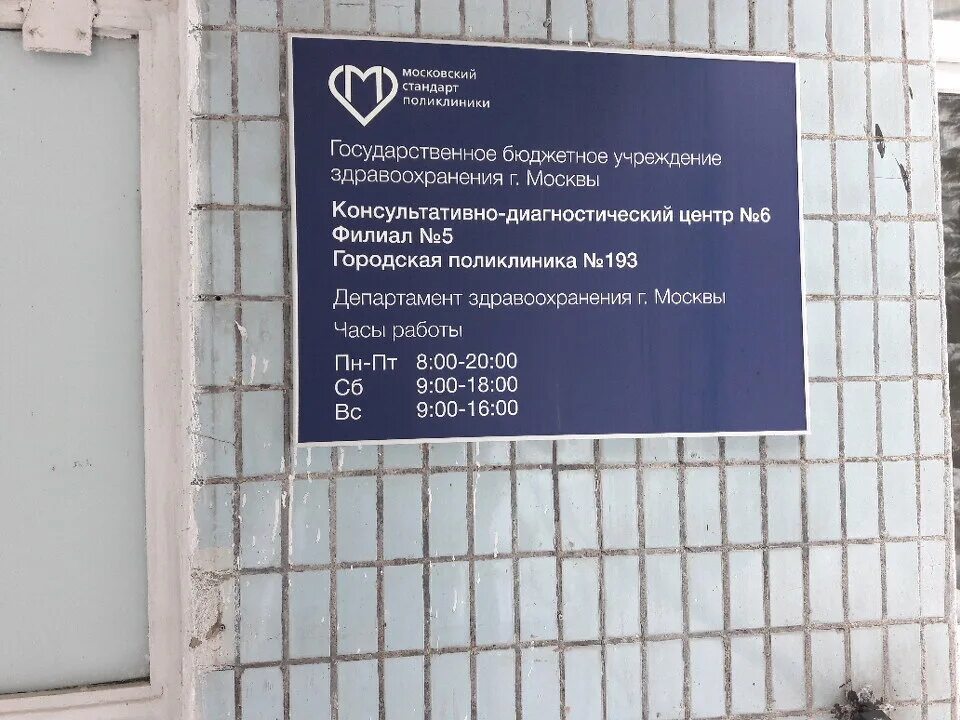 московский
стандарт
поликлиники
Государственное бюджетное учреждение
здравоохранения г. Москвы
Консультативно-диагностический центр №6
Филиал №5
Городская поликлиника №193
Департамент здравоохранения г. Москвы
Часы работы
Пн-Пт 8:00-20:00
Сб 9:00-18:00
Вс 9:00-16:00